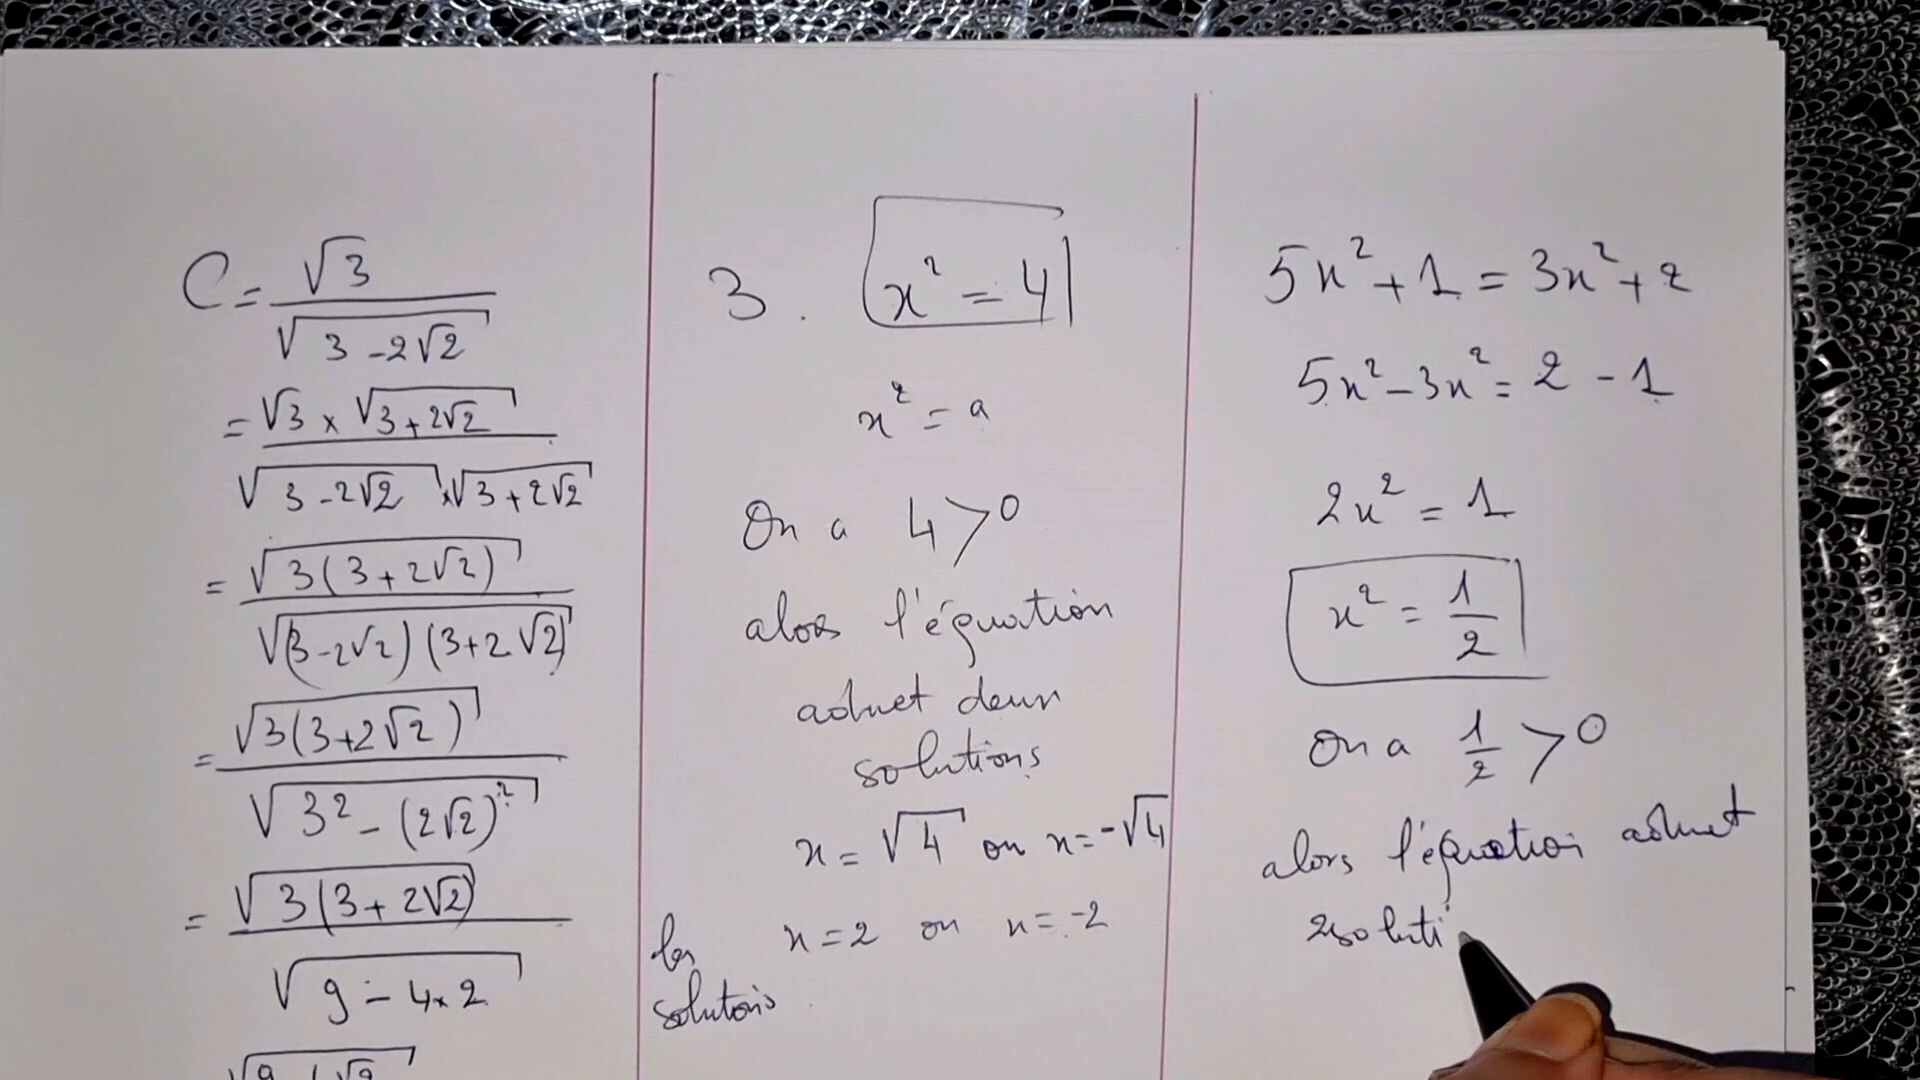 C = √3 / √(3 - 2√2)
= √3 × √(3 + 2√2) / √(3 - 2√2) × √(3 + 2√2)
= √(3(3 + 2√2)) / √((3 - 2√2)(3 + 2√2))
= √(3(3 + 2√2)) / √(3² - (2√2)²)
= √(3(3 + 2√2)) / √(9 - 4×2)
3. x² = 4
x² = a
On a 4 > 0
alors l'équation
admet deux
solutions
x = √4 ou x = -√4
les x = 2 ou x = -2
solutions
5x² + 1 = 3x² + 2
5x² - 3x² = 2 - 1
2x² = 1
x² = 1/2
On a 1/2 > 0
alors l'équation admet
2 soluti